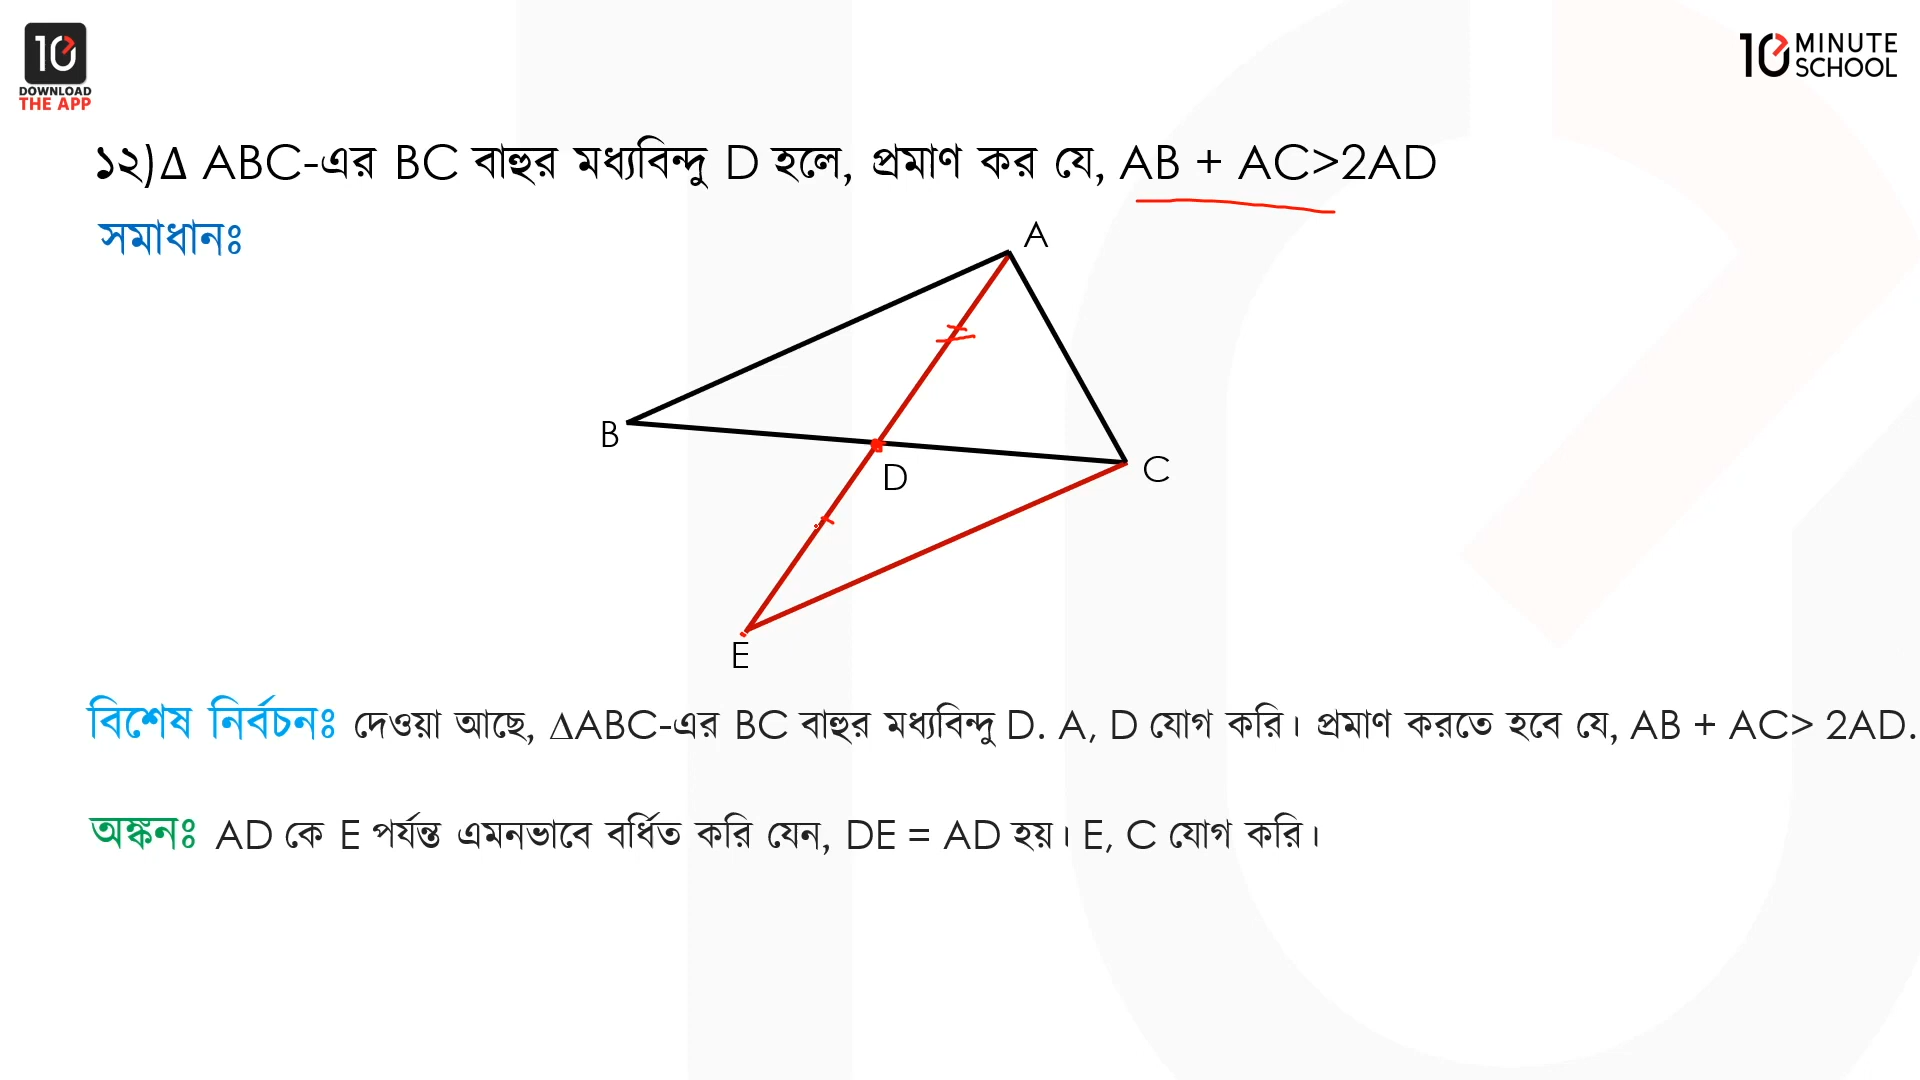 10
DOWNLOAD
THE APP
10 MINUTE
SCHOOL
১২)∆ ABC-এর BC বাহুর মধ্যবিন্দু D হলে, প্রমাণ কর যে, AB + AC>2AD
সমাধানঃ
A
B
D
C
E
বিশেষ নির্বচনঃ দেওয়া আছে, ∆ABC-এর BC বাহুর মধ্যবিন্দু D. A, D যোগ করি। প্রমাণ করতে হবে যে, AB + AC> 2AD.
অঙ্কনঃ AD কে E পর্যন্ত এমনভাবে বর্ধিত করি যেন, DE = AD হয়। E, C যোগ করি।